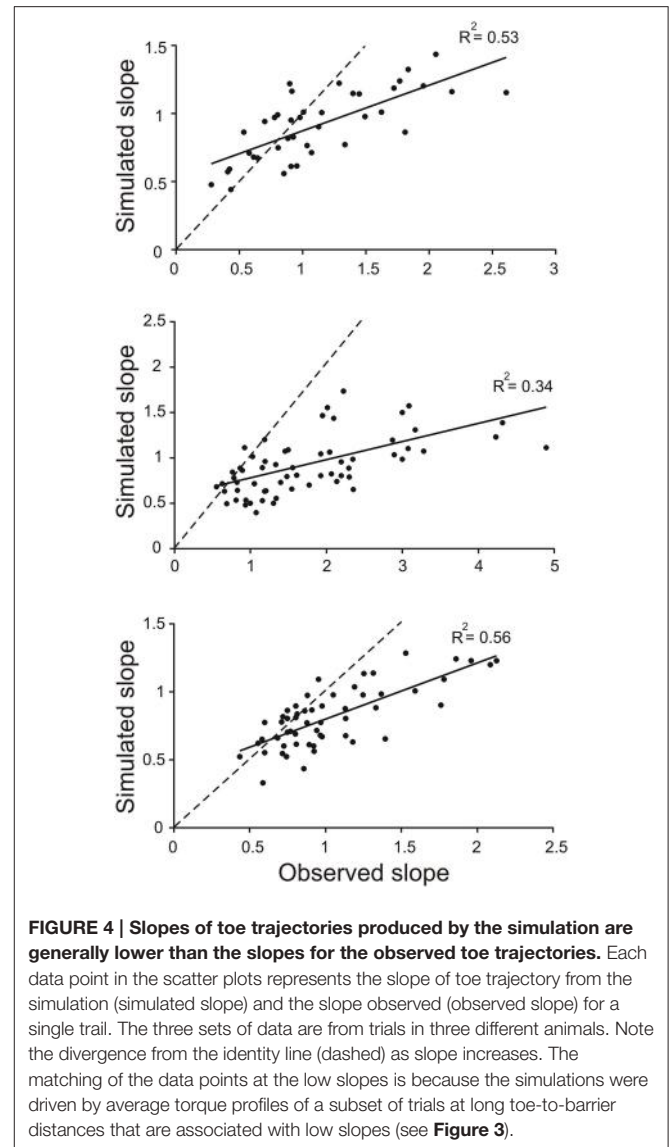 1.5
1
0.5
0
Simulated slope
R2 = 0.53
0 0.5 1 1.5 2 2.5 3
2.5
2
1.5
1
0.5
0
Simulated slope
R2 = 0.34
0 1 2 3 4 5
1.5
1
0.5
0
Simulated slope
R2 = 0.56
0 0.5 1 1.5 2 2.5
Observed slope
FIGURE 4 | Slopes of toe trajectories produced by the simulation are
generally lower than the slopes for the observed toe trajectories. Each
data point in the scatter plots represents the slope of toe trajectory from the
simulation (simulated slope) and the slope observed (observed slope) for a
single trail. The three sets of data are from trials in three different animals. Note
the divergence from the identity line (dashed) as slope increases. The
matching of the data points at the low slopes is because the simulations were
driven by average torque profiles of a subset of trials at long toe-to-barrier
distances that are associated with low slopes (see Figure 3).